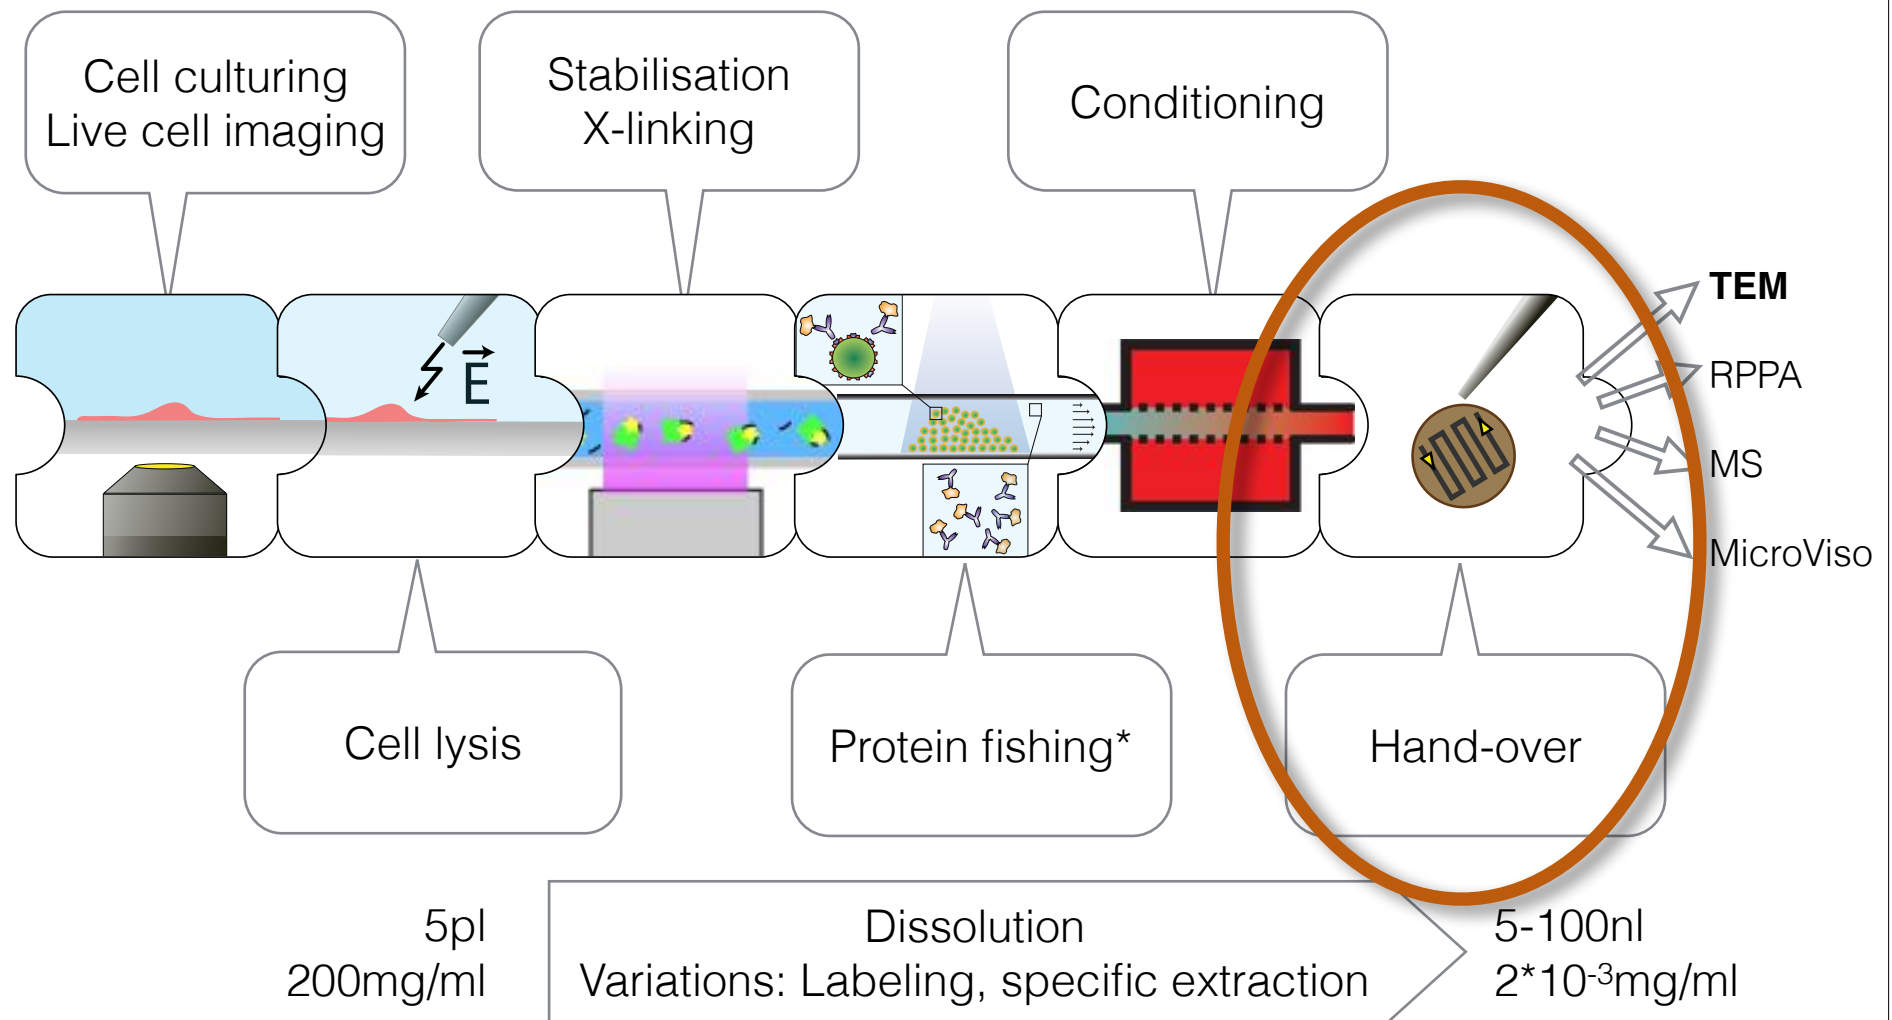 Cell culturing
Live cell imaging
Stabilisation
X-linking
Conditioning
E
TEM
RPPA
MS
MicroViso
Cell lysis
Protein fishing*
Hand-over
5pl
200mg/ml
Dissolution
Variations: Labeling, specific extraction
5-100nl
2*10⁻³mg/ml